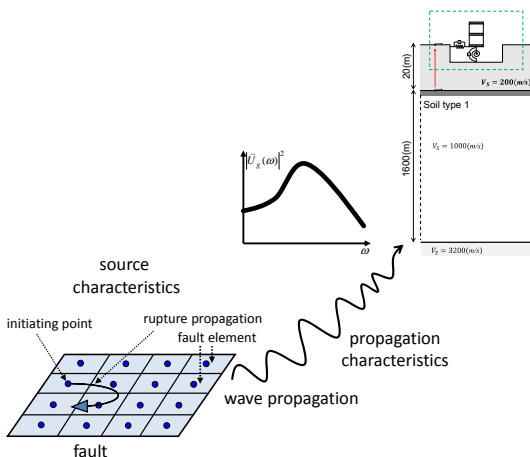 20(m)
V_S = 200(m/s)
Soil type 1
1600(m)
V_S = 1000(m/s)
V_S = 3200(m/s)
|Ü_g(ω)|²
ω
source
characteristics
initiating point
rupture propagation
fault element
propagation
characteristics
wave propagation
fault